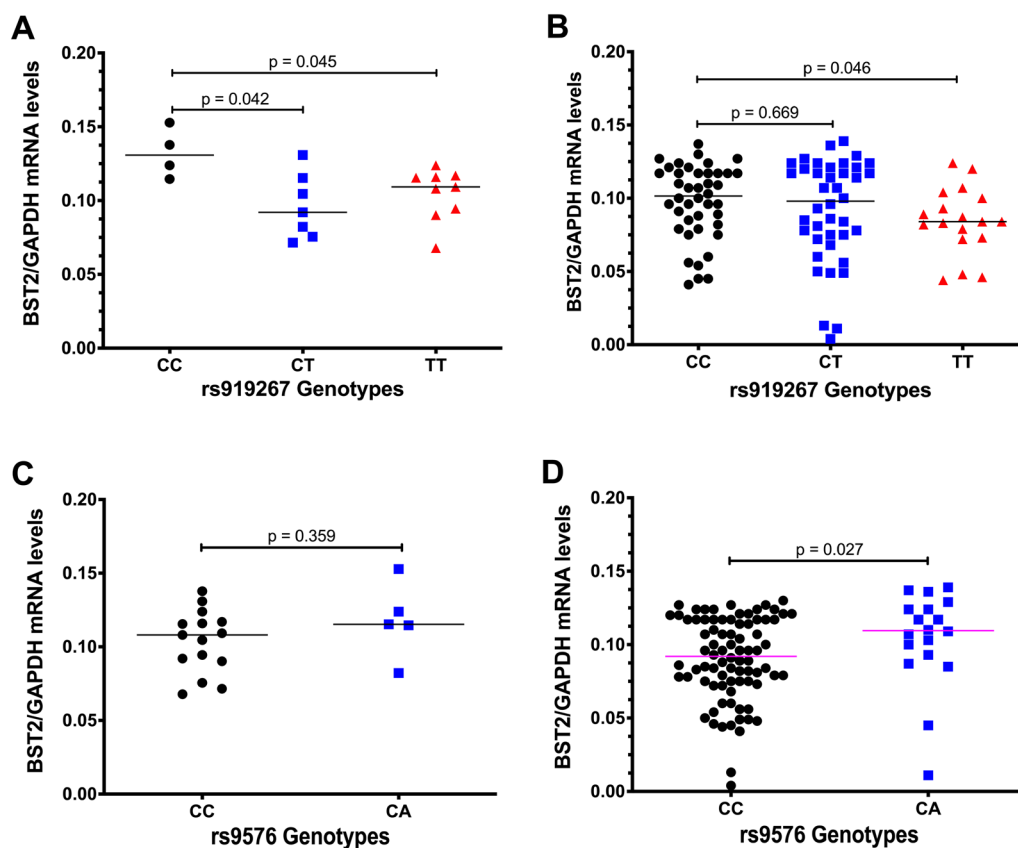 A
BST2/GAPDH mRNA levels
0.20
0.15
0.10
0.05
0.00
p = 0.045
p = 0.042
CC CT TT
rs919267 Genotypes
B
BST2/GAPDH mRNA levels
0.20
0.15
0.10
0.05
0.00
p = 0.046
p = 0.669
CC CT TT
rs919267 Genotypes
C
BST2/GAPDH mRNA levels
0.20
0.15
0.10
0.05
0.00
p = 0.359
CC CA
rs9576 Genotypes
D
BST2/GAPDH mRNA levels
0.20
0.15
0.10
0.05
0.00
p = 0.027
CC CA
rs9576 Genotypes